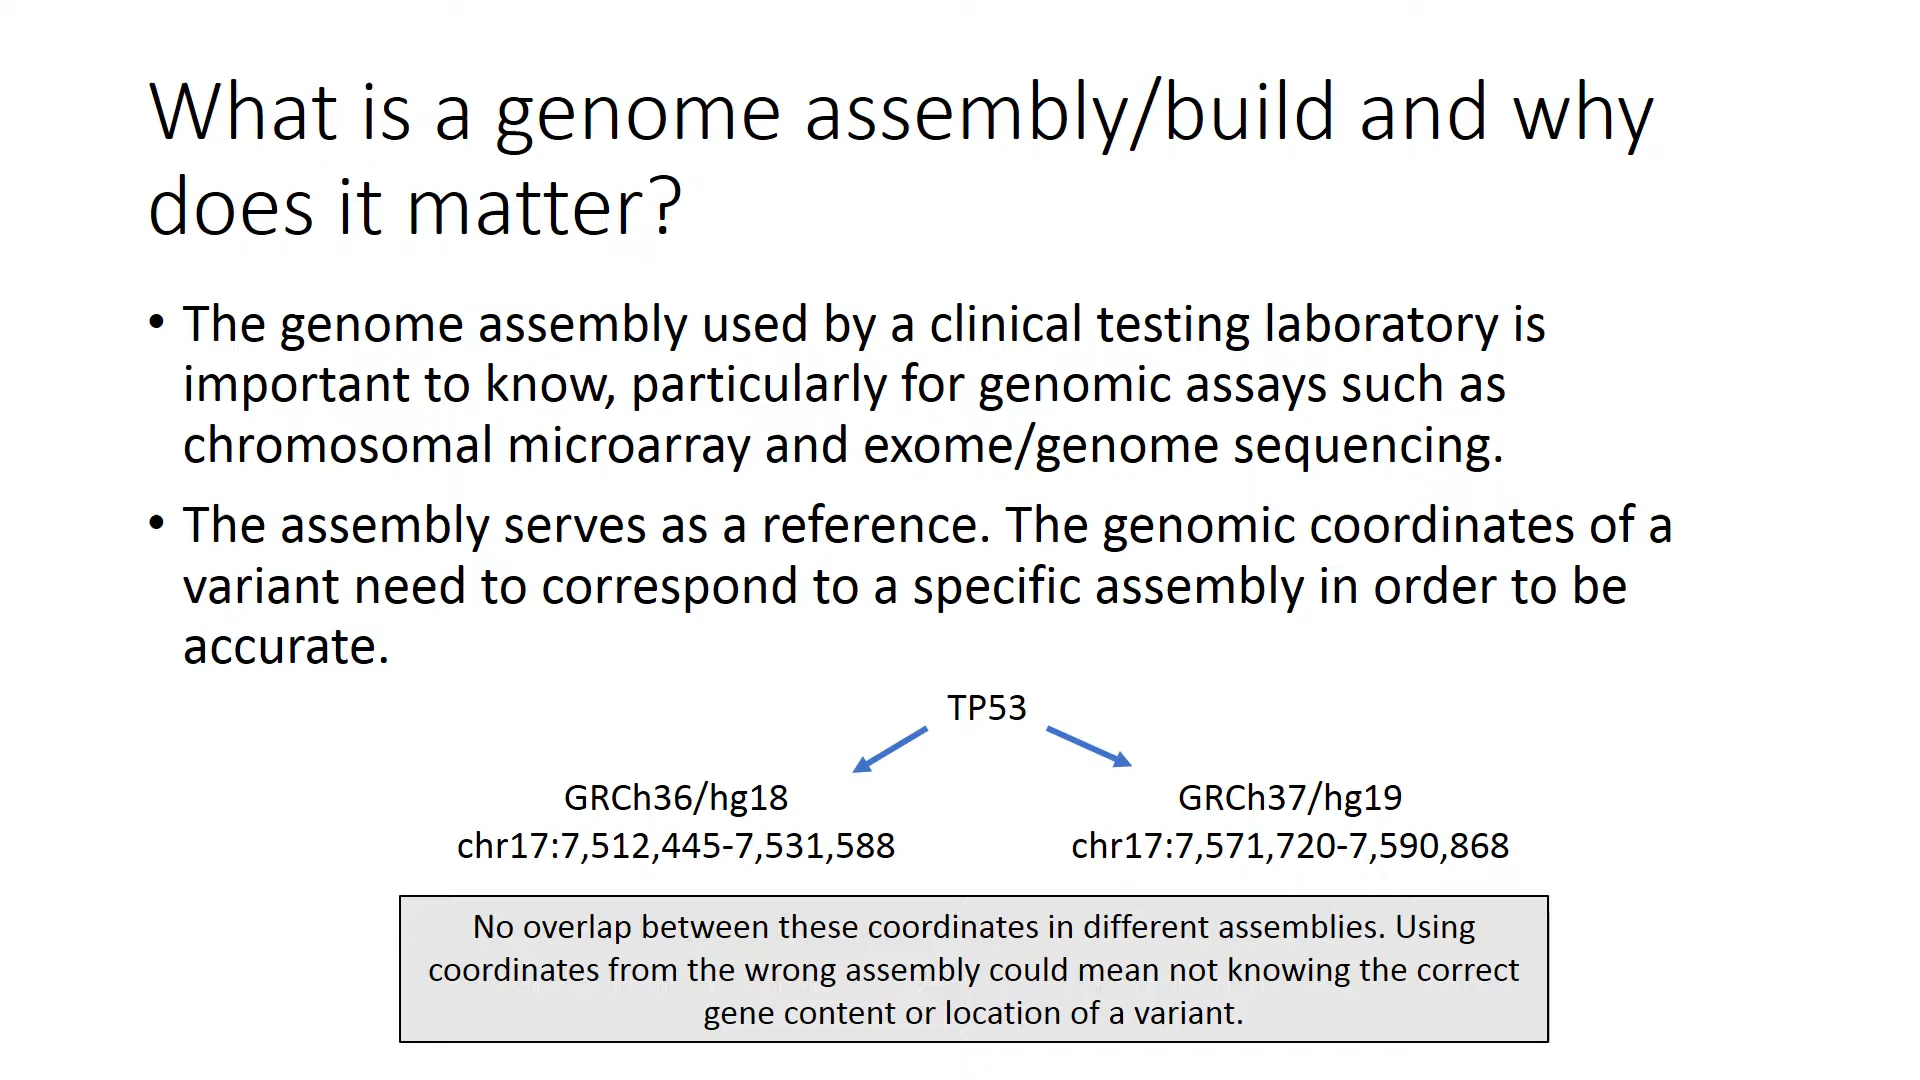 What is a genome assembly/build and why
does it matter?
• The genome assembly used by a clinical testing laboratory is
important to know, particularly for genomic assays such as
chromosomal microarray and exome/genome sequencing.
• The assembly serves as a reference. The genomic coordinates of a
variant need to correspond to a specific assembly in order to be
accurate.
TP53
GRCh36/hg18
chr17:7,512,445-7,531,588
GRCh37/hg19
chr17:7,571,720-7,590,868
No overlap between these coordinates in different assemblies. Using
coordinates from the wrong assembly could mean not knowing the correct
gene content or location of a variant.